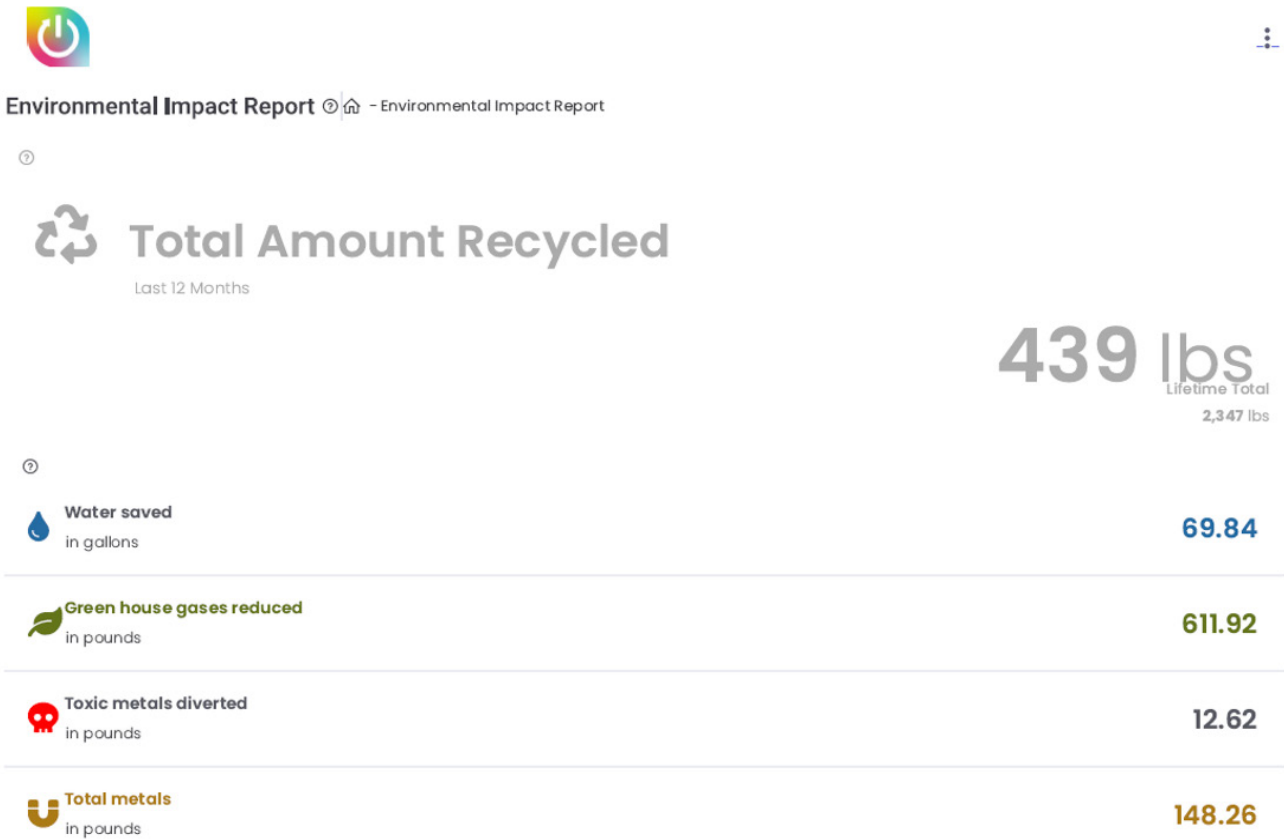 Environmental Impact Report - Environmental Impact Report
Total Amount Recycled
Last 12 Months
439 lbs
Lifetime Total
2,347 lbs
Water saved
in gallons
69.84
Green house gases reduced
in pounds
611.92
Toxic metals diverted
in pounds
12.62
Total metals
in pounds
148.26